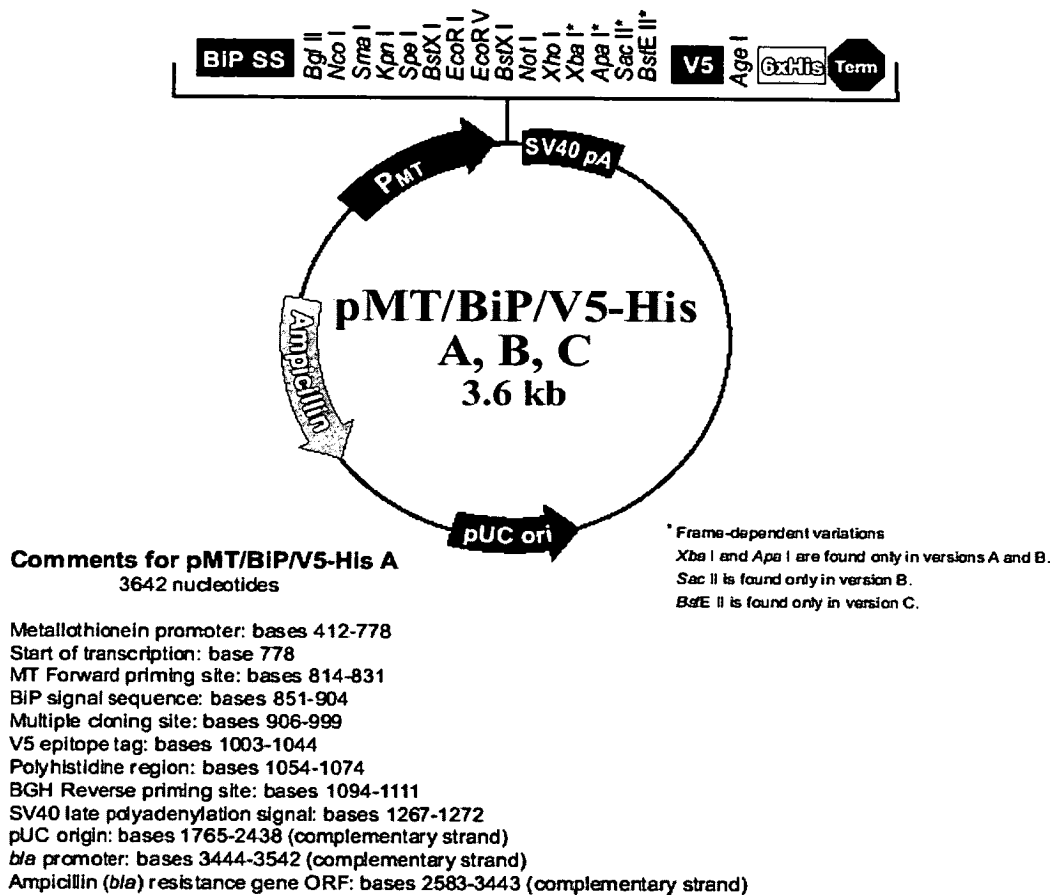 BiP SS
Bgl II
Nco I
Sma I
Kpn I
Spe I
BstX I
EcoR I
EcoR V
BstX I
Not I
Xho I
Xba I*
Apa I*
Sac II*
BstE II*
V5
Age I
6xHis
Term
PMT
SV40 pA
Ampicillin
pMT/BiP/V5-His
A, B, C
3.6 kb
pUC ori
* Frame-dependent variations
Xba I and Apa I are found only in versions A and B.
Sac II is found only in version B.
BstE II is found only in version C.
Comments for pMT/BiP/V5-His A
3642 nucleotides
Metallothionein promoter: bases 412-778
Start of transcription: base 778
MT Forward priming site: bases 814-831
BiP signal sequence: bases 851-904
Multiple cloning site: bases 906-999
V5 epitope tag: bases 1003-1044
Polyhistidine region: bases 1054-1074
BGH Reverse priming site: bases 1094-1111
SV40 late polyadenylation signal: bases 1267-1272
pUC origin: bases 1765-2438 (complementary strand)
bla promoter: bases 3444-3542 (complementary strand)
Ampicillin (bla) resistance gene ORF: bases 2583-3443 (complementary strand)